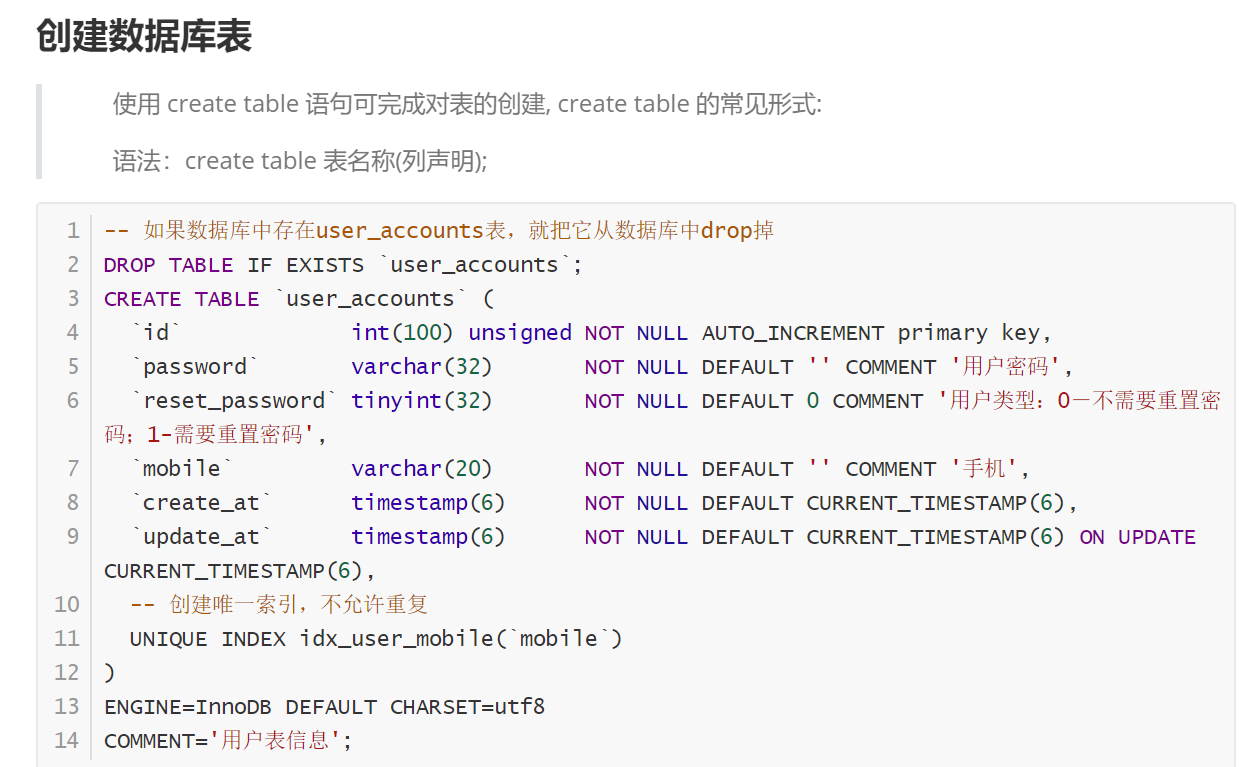 创建数据库表
使用 create table 语句可完成对表的创建, create table 的常见形式:
语法：create table 表名称(列声明);
1 -- 如果数据库中存在user_accounts表，就把它从数据库中drop掉
2 DROP TABLE IF EXISTS `user_accounts`;
3 CREATE TABLE `user_accounts` (
4 `id` int(100) unsigned NOT NULL AUTO_INCREMENT primary key,
5 `password` varchar(32) NOT NULL DEFAULT '' COMMENT '用户密码',
6 `reset_password` tinyint(32) NOT NULL DEFAULT 0 COMMENT '用户类型：0－不需要重置密
码；1-需要重置密码',
7 `mobile` varchar(20) NOT NULL DEFAULT '' COMMENT '手机',
8 `create_at` timestamp(6) NOT NULL DEFAULT CURRENT_TIMESTAMP(6),
9 `update_at` timestamp(6) NOT NULL DEFAULT CURRENT_TIMESTAMP(6) ON UPDATE
CURRENT_TIMESTAMP(6),
10 -- 创建唯一索引，不允许重复
11 UNIQUE INDEX idx_user_mobile(`mobile`)
12 )
13 ENGINE=InnoDB DEFAULT CHARSET=utf8
14 COMMENT='用户表信息';